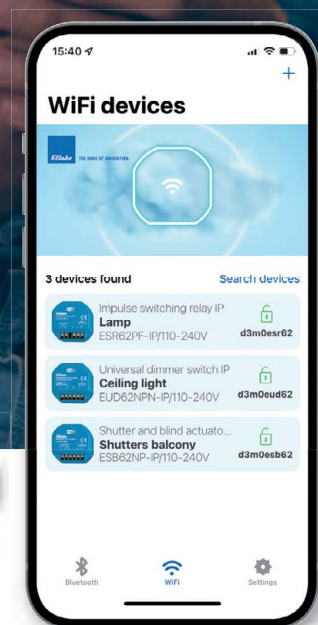 15:40
+
WiFi devices
Eltako THE HOME OF INNOVATION.
3 devices found Search devices
Impulse switching relay IP
Lamp
ESR62PF-IP/110-240V
d3m0esr62
Universal dimmer switch IP
Ceiling light
EUD62NPN-IP/110-240V
d3m0eud62
Shutter and blind actuato...
Shutters balcony
ESB62NP-IP/110-240V
d3m0esb62
Bluetooth WiFi Settings